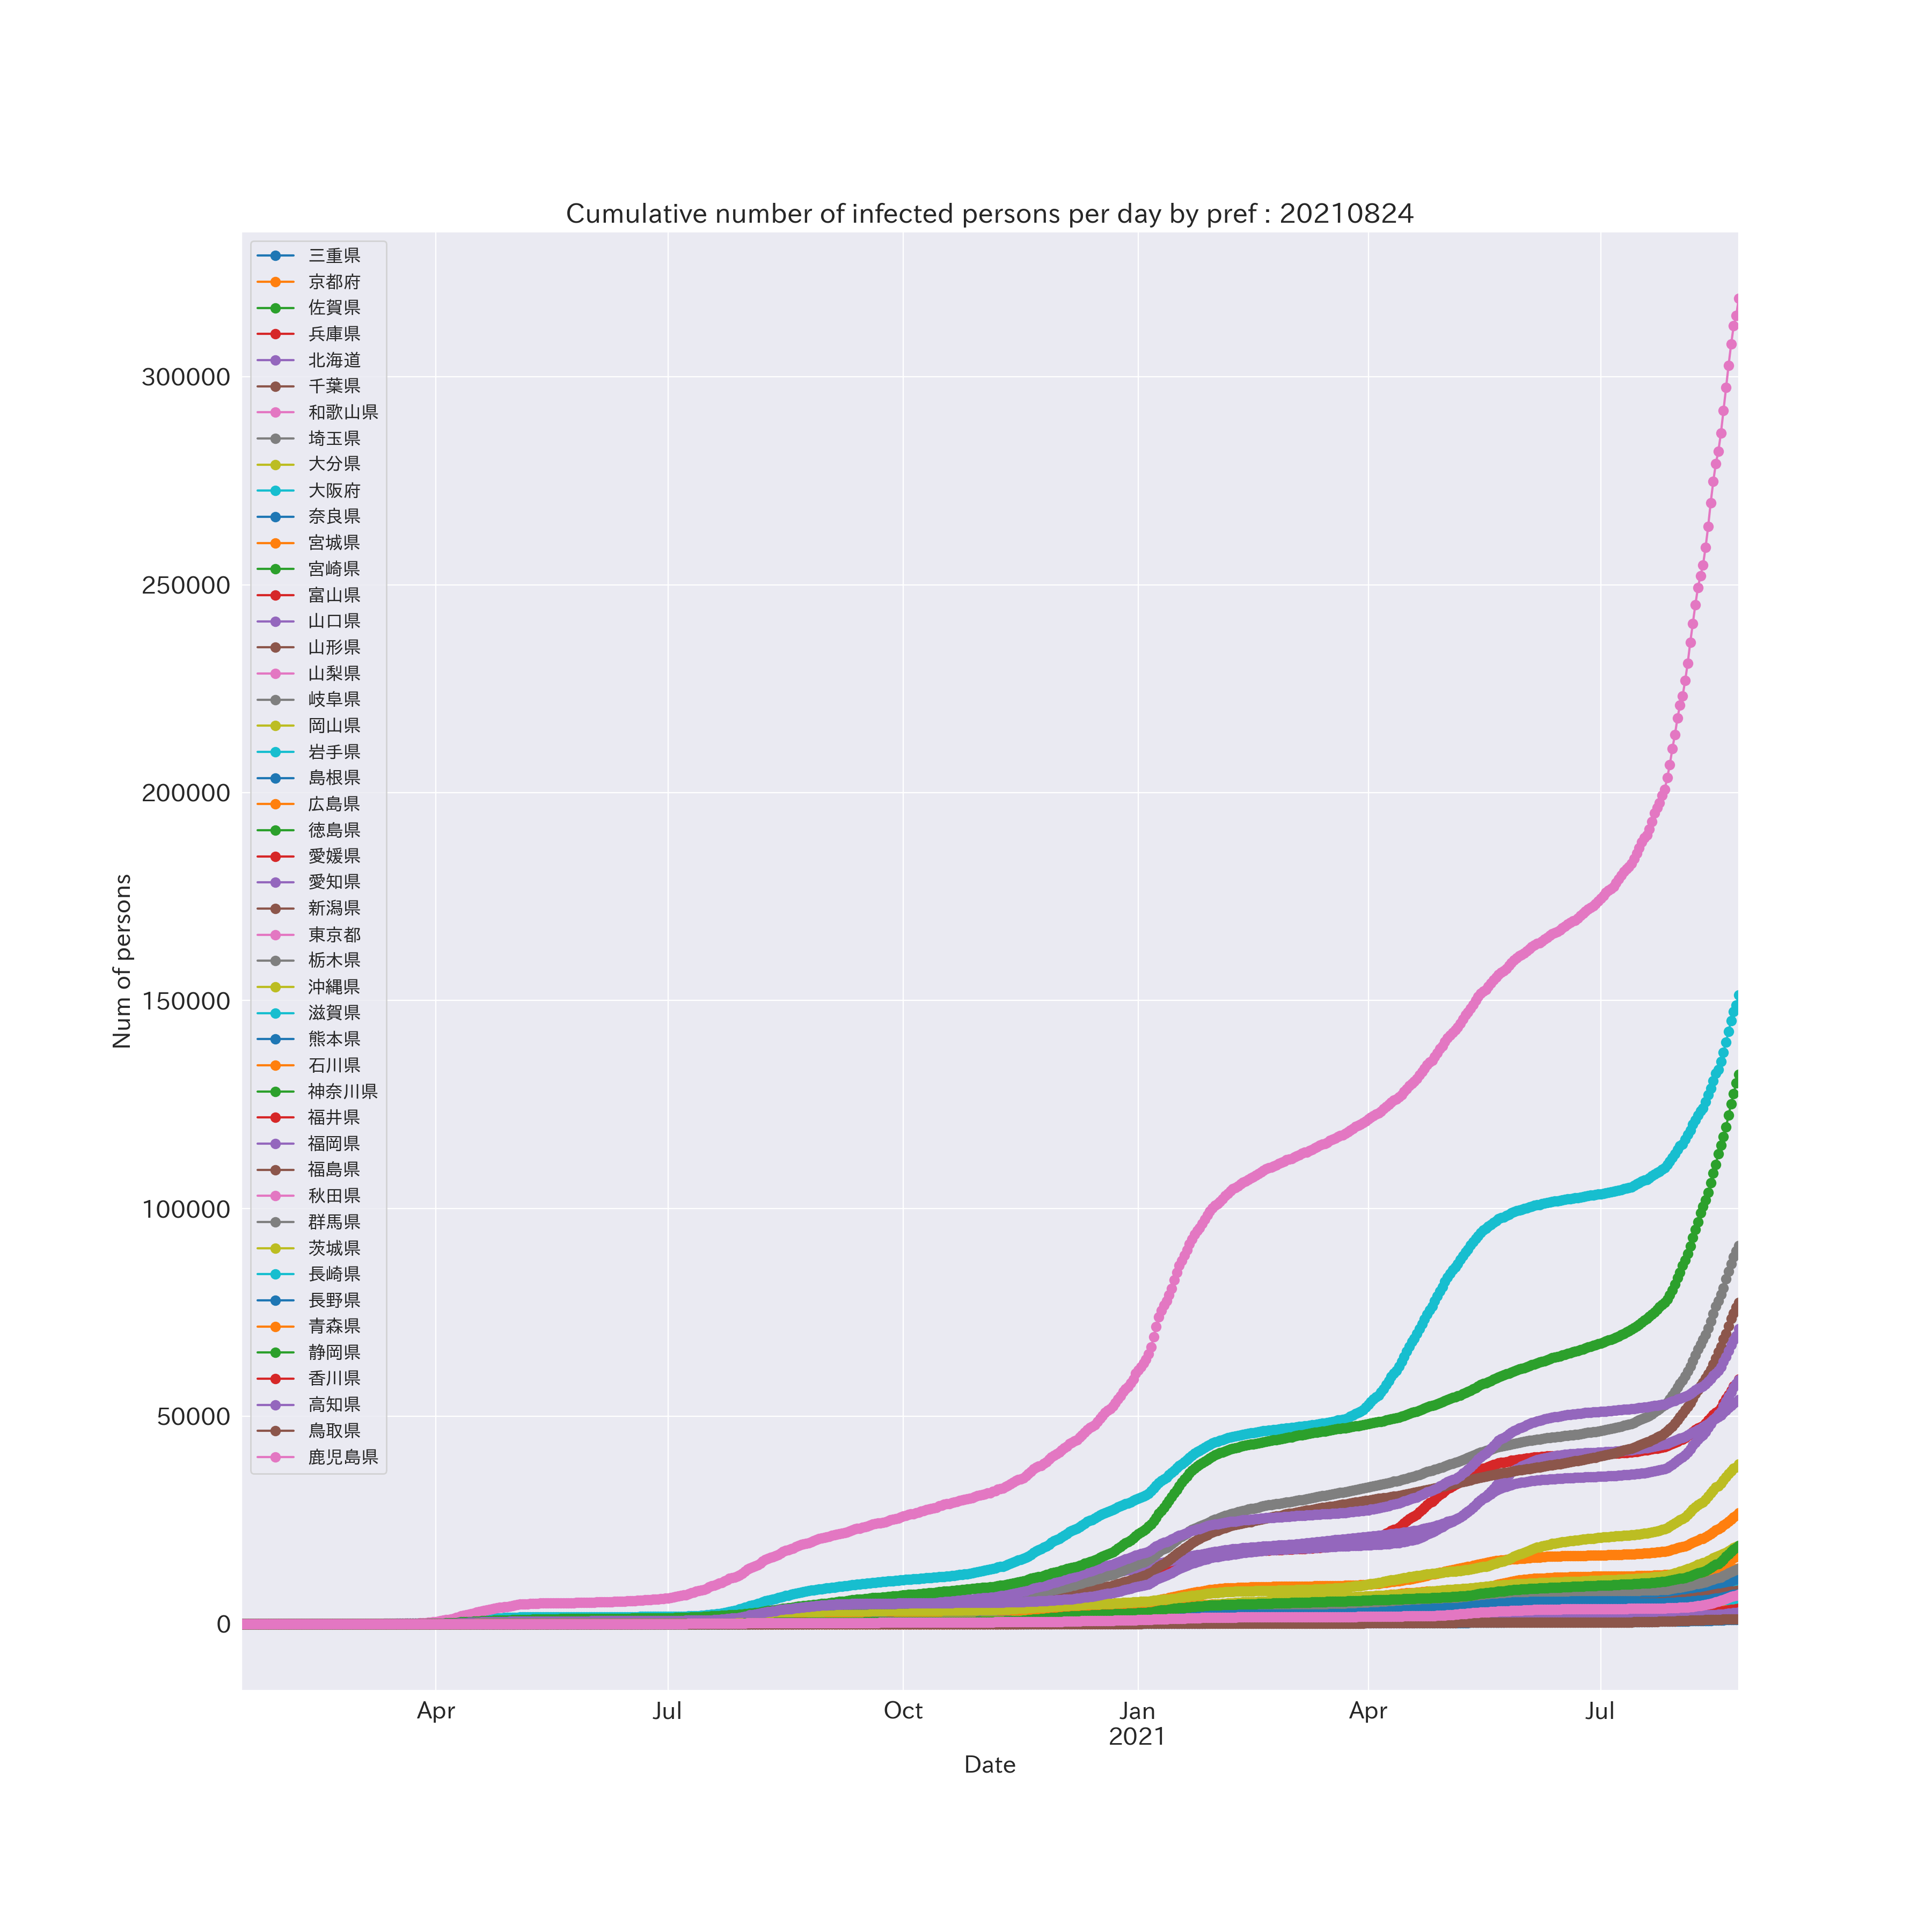 Cumulative number of infected persons per day by pref : 20210824
三重県
京都府
佐賀県
兵庫県
北海道
千葉県
和歌山県
埼玉県
大分県
大阪府
奈良県
宮城県
宮崎県
富山県
山口県
山形県
山梨県
岐阜県
岡山県
岩手県
島根県
広島県
徳島県
愛媛県
愛知県
新潟県
東京都
栃木県
沖縄県
滋賀県
熊本県
石川県
神奈川県
福井県
福岡県
福島県
秋田県
群馬県
茨城県
長崎県
長野県
青森県
静岡県
香川県
高知県
鳥取県
鹿児島県
300000
250000
200000
150000
100000
50000
0
Num of persons
Apr
Jul
Oct
Jan
2021
Apr
Jul
Date